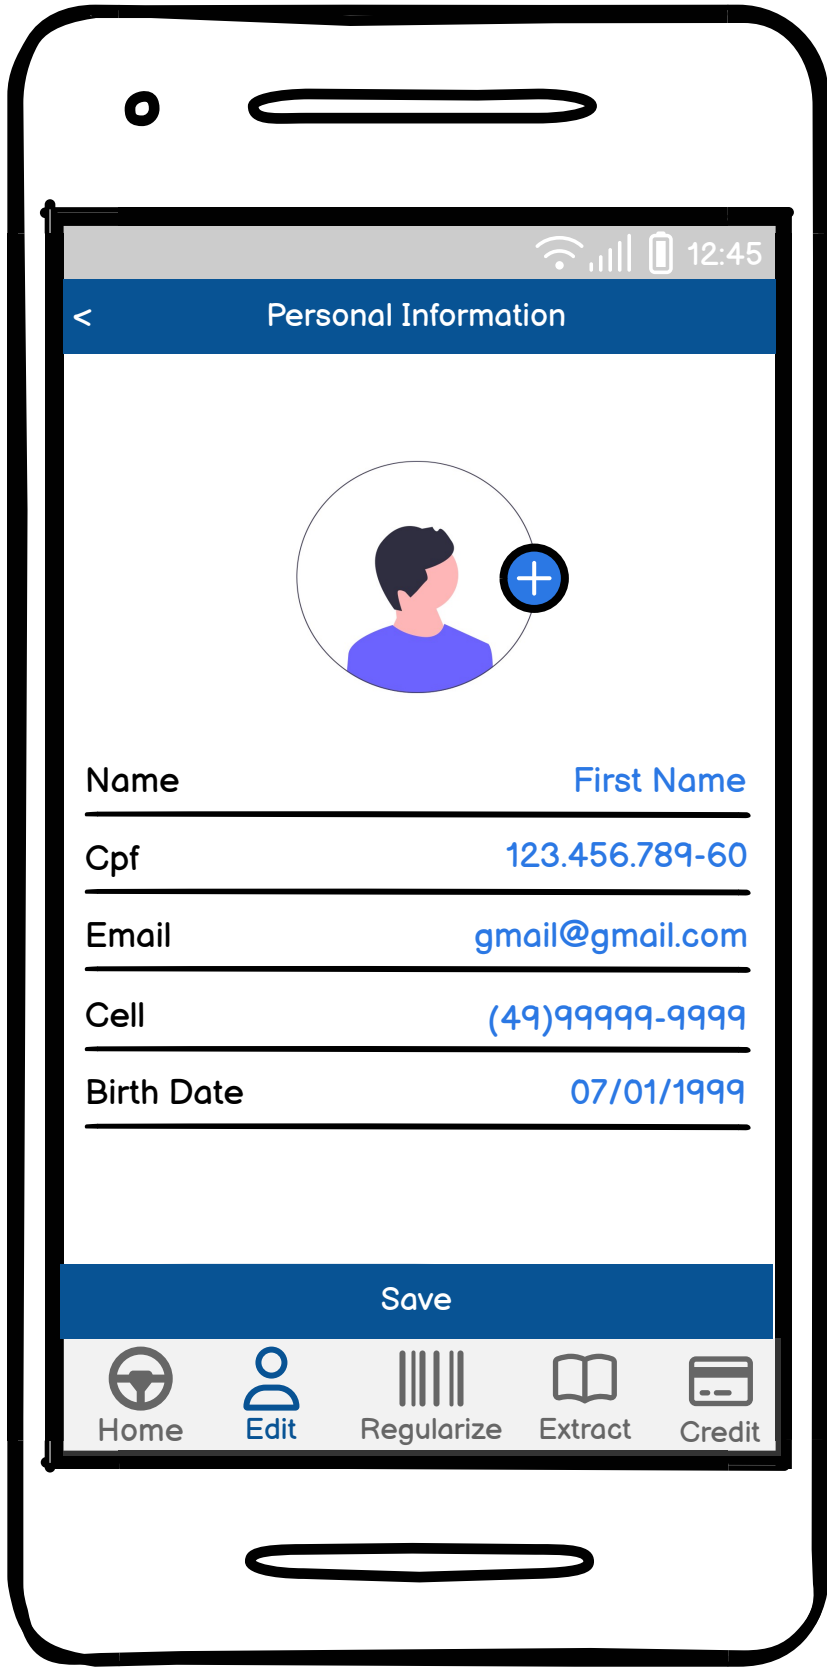 12:45
< Personal Information
Name First Name
Cpf 123.456.789-60
Email gmail@gmail.com
Cell (49)99999-9999
Birth Date 07/01/1999
Save
Home Edit Regularize Extract Credit